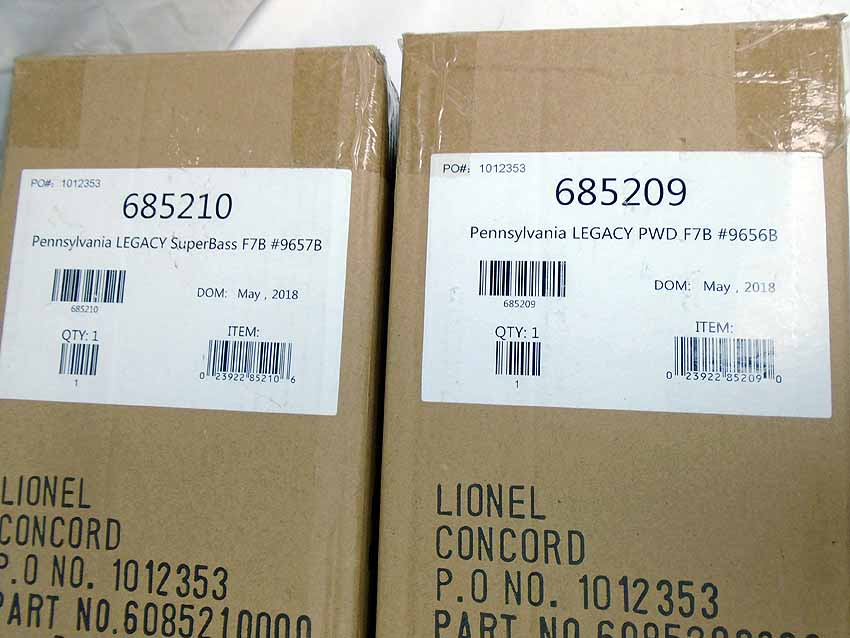 PO#: 1012353
685210
Pennsylvania LEGACY SuperBass F7B #9657B
685210
DOM: May , 2018
QTY: 1
1
ITEM:
0 23922 85210 6
LIONEL
CONCORD
P.O NO. 1012353
PART NO.6085210000
PO#: 1012353
685209
Pennsylvania LEGACY PWD F7B #9656B
685209
DOM: May , 2018
QTY: 1
1
ITEM:
0 23922 85209 0
LIONEL
CONCORD
P.O NO. 1012353
PART NO